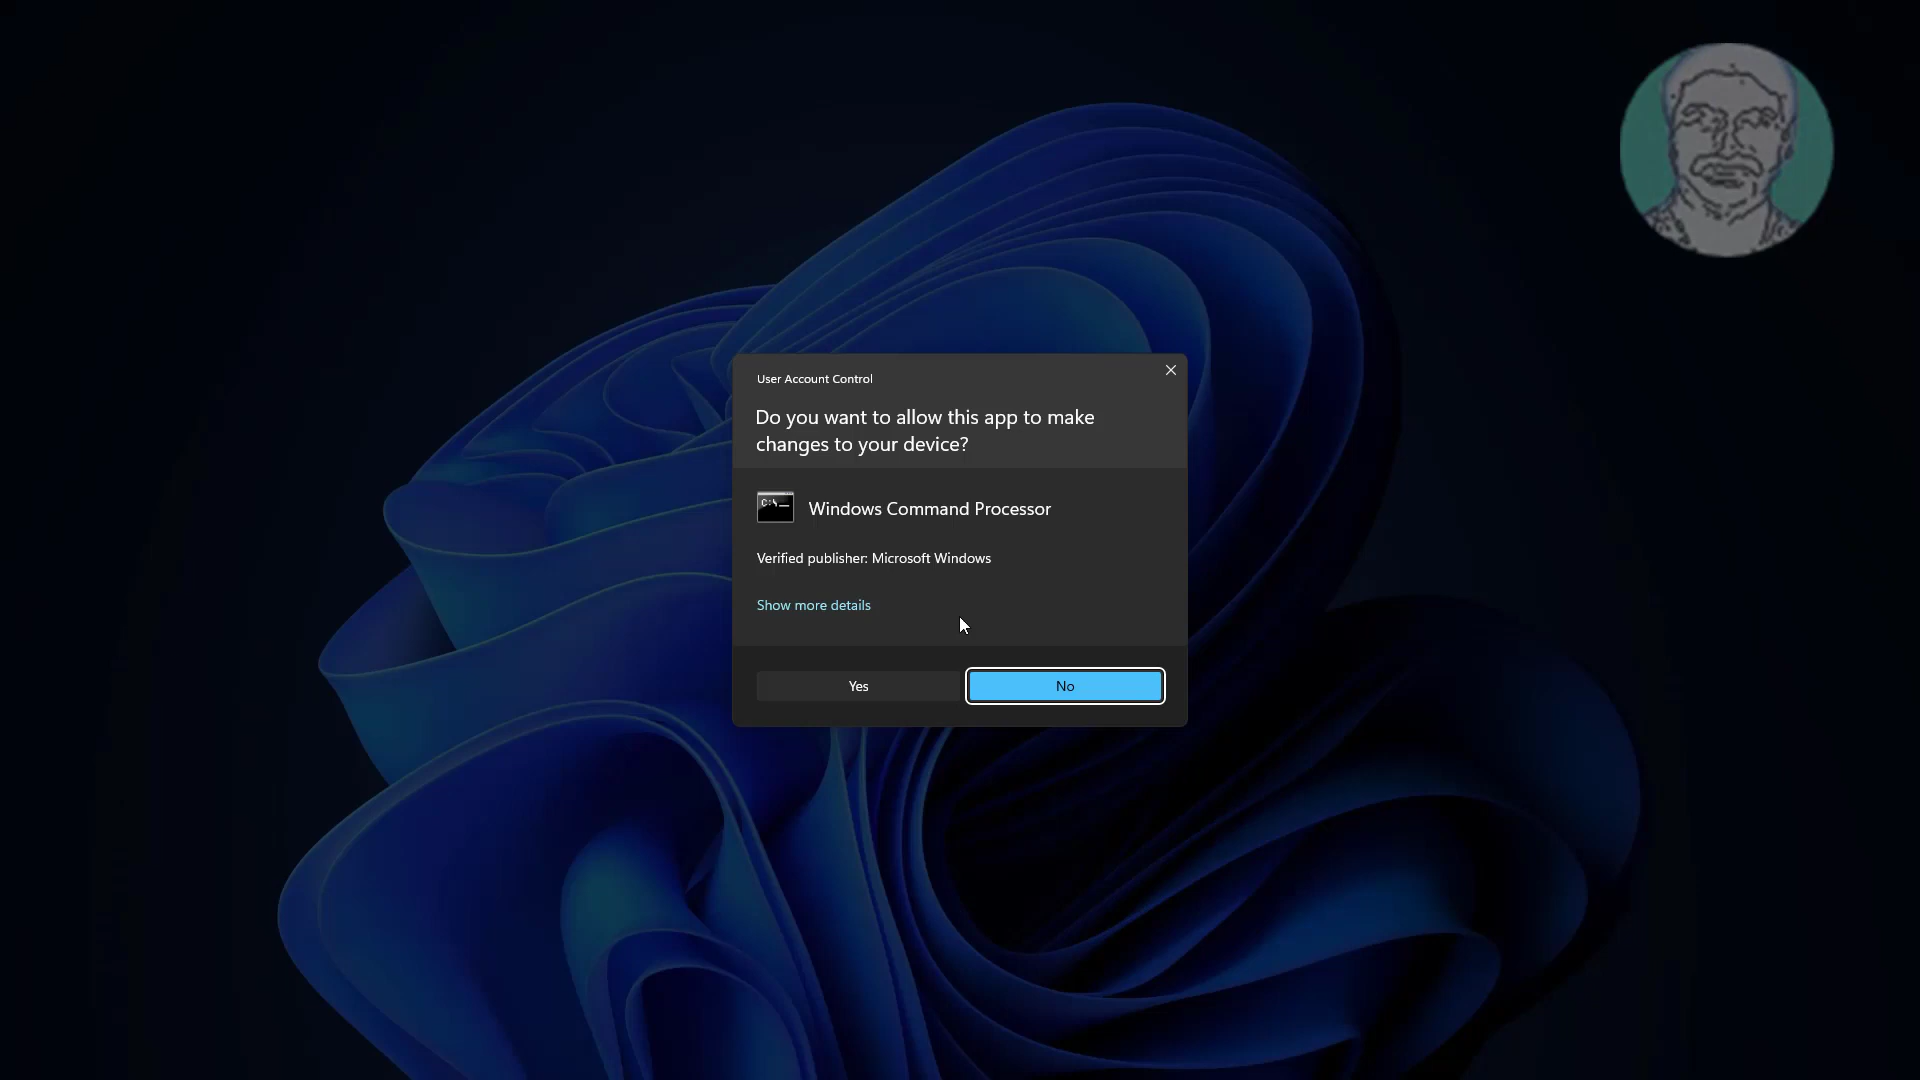 User Account Control
Do you want to allow this app to make
changes to your device?
C:\
Windows Command Processor
Verified publisher: Microsoft Windows
Show more details
Yes
No